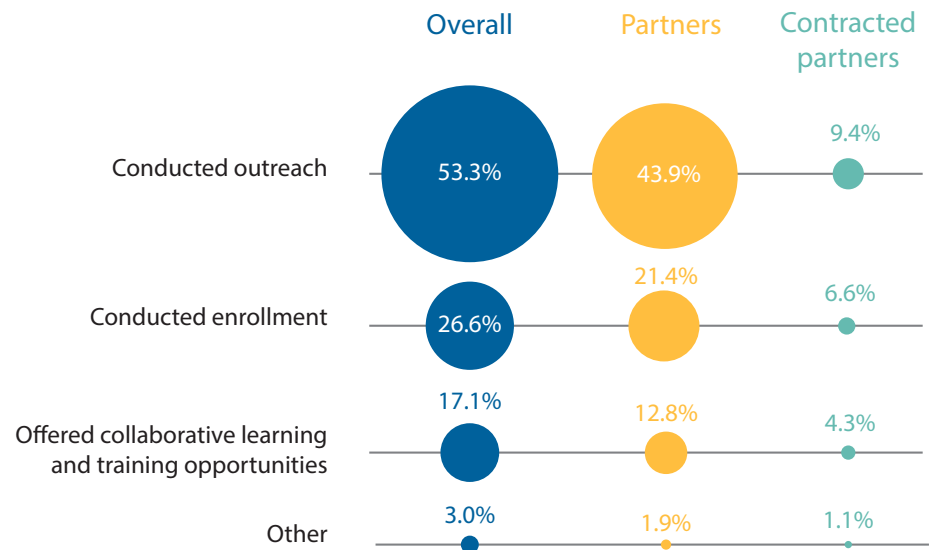 Overall
Partners
Contracted
partners
Conducted outreach
53.3%
43.9%
9.4%
Conducted enrollment
26.6%
21.4%
6.6%
Offered collaborative learning
and training opportunities
17.1%
12.8%
4.3%
Other
3.0%
1.9%
1.1%